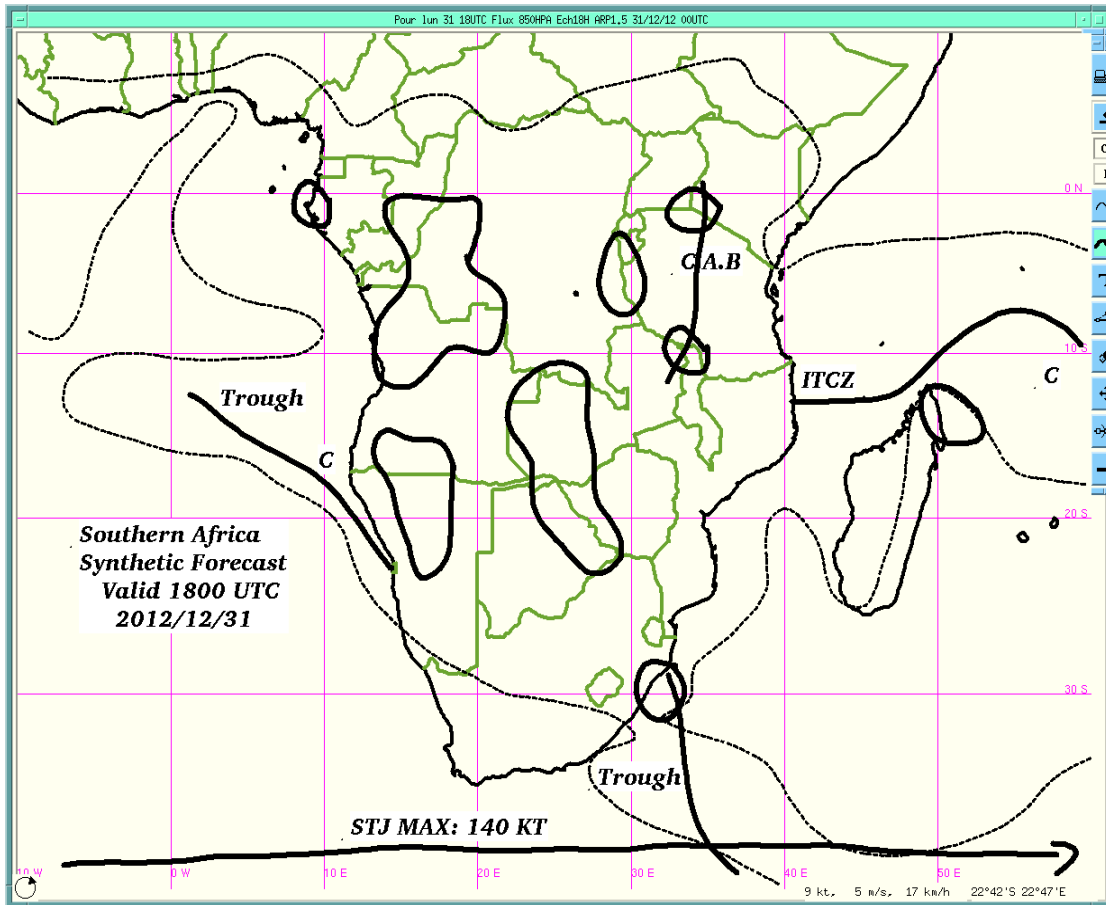 Pour lun 31 18UTC Flux 850HPA Ech18H ARP1.5 31/12/12 00UTC
0 N
C A.B
10 S
ITCZ
C
Trough
C
20 S
Southern Africa
Synthetic Forecast
Valid 1800 UTC
2012/12/31
30 S
Trough
STJ MAX: 140 KT
10 W
0 W
10 E
20 E
30 E
40 E
50 E
9 kt, 5 m/s, 17 km/h 22°42'S 22°47'E